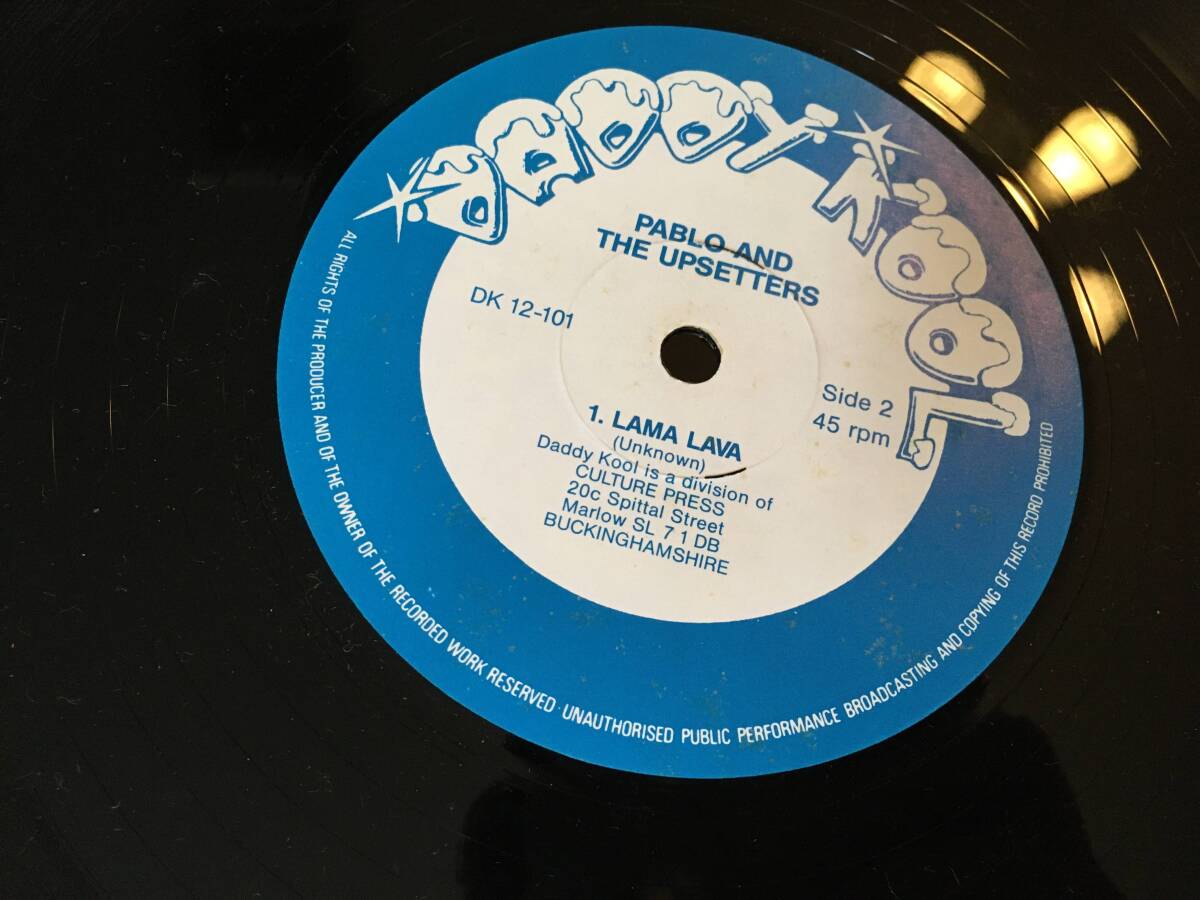 DADDY KOOL
PABLO AND
THE UPSETTERS
DK 12-101
Side 2
45 rpm
1. LAMA LAVA
(Unknown)
Daddy Kool is a division of
CULTURE PRESS
20c Spittal Street
Marlow SL 7 1 DB
BUCKINGHAMSHIRE
ALL RIGHTS OF THE PRODUCER AND OF THE OWNER OF THE RECORDED WORK RESERVED · UNAUTHORISED PUBLIC PERFORMANCE BROADCASTING AND COPYING OF THIS RECORD PROHIBITED